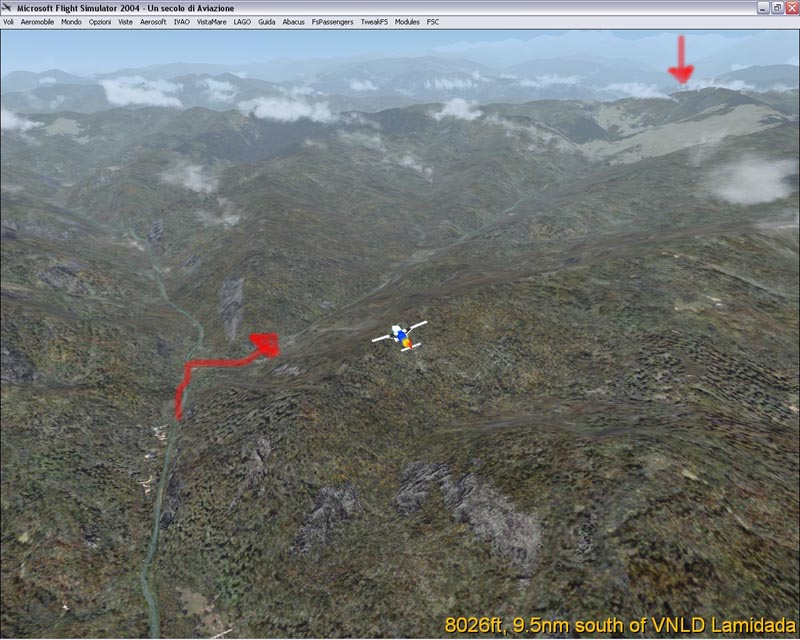 Microsoft Flight Simulator 2004 - Un secolo di Aviazione
Voli Aeromobile Mondo Opzioni Viste Aerosoft IVAO VistaMare LAGO Guida Abacus FsPassengers TweakFS Modules FSC
8026ft, 9.5nm south of VNLD Lamidada